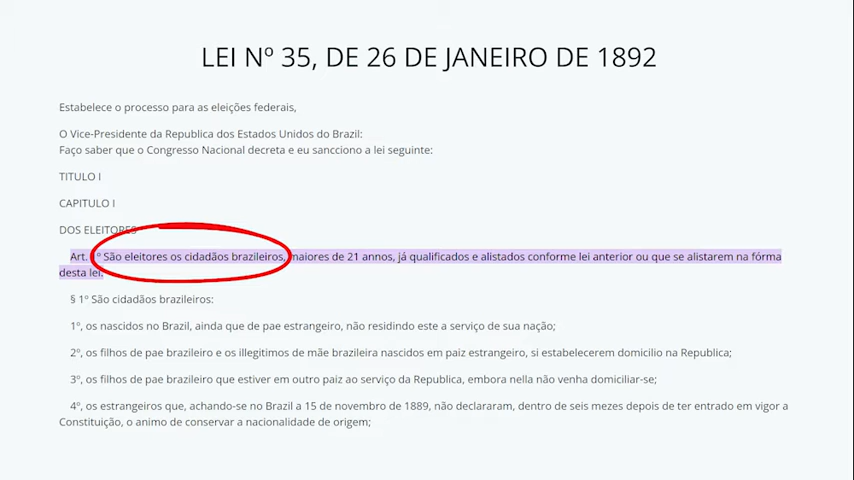 LEI Nº 35, DE 26 DE JANEIRO DE 1892
Estabelece o processo para as eleições federais,
O Vice-Presidente da Republica dos Estados Unidos do Brazil:
Faço saber que o Congresso Nacional decreta e eu sancciono a lei seguinte:
TITULO I
CAPITULO I
DOS ELEITORES
Art. 1º São eleitores os cidadãos brazileiros, maiores de 21 annos, já qualificados e alistados conforme lei anterior ou que se alistarem na fórma
desta lei.
§ 1º São cidadãos brazileiros:
1º, os nascidos no Brazil, ainda que de pae estrangeiro, não residindo este a serviço de sua nação;
2º, os filhos de pae brazileiro e os illegitimos de mãe brazileira nascidos em paiz estrangeiro, si estabelecerem domicilio na Republica;
3º, os filhos de pae brazileiro que estiver em outro paiz ao serviço da Republica, embora nella não venha domiciliar-se;
4º, os estrangeiros que, achando-se no Brazil a 15 de novembro de 1889, não declararam, dentro de seis mezes depois de ter entrado em vigor a
Constituição, o animo de conservar a nacionalidade de origem;